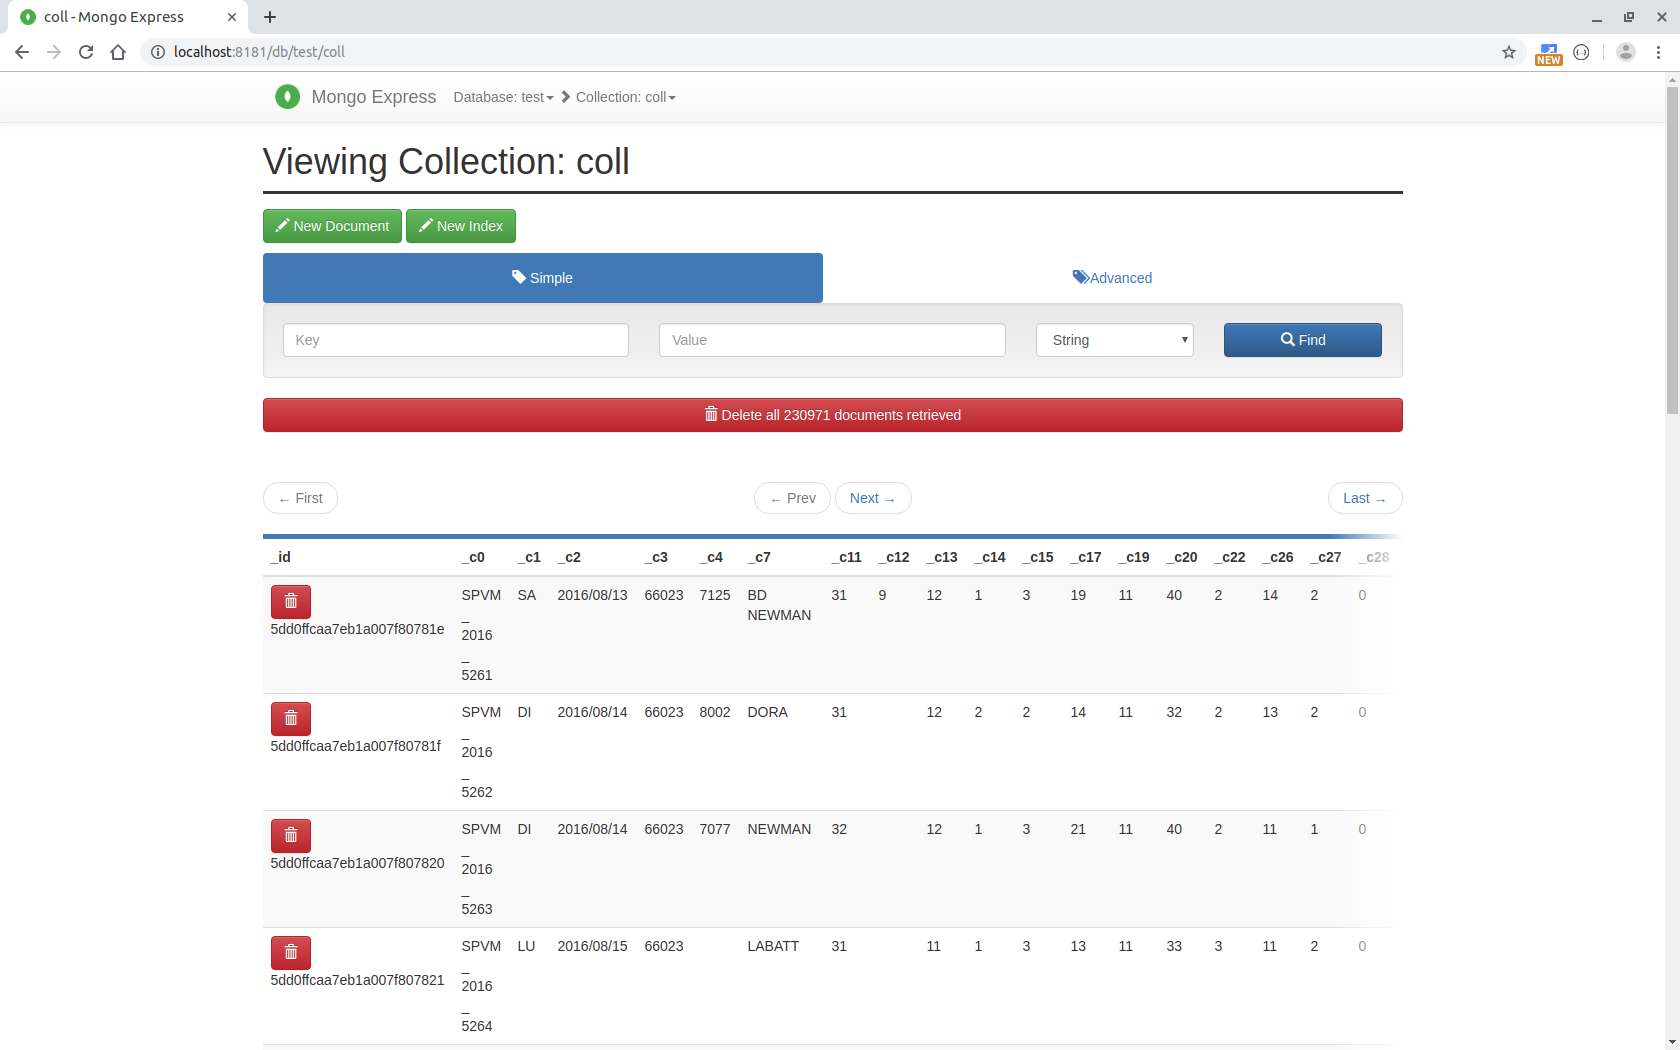 coll - Mongo Express
localhost:8181/db/test/coll
NEW
Mongo Express Database: test Collection: coll
Viewing Collection: coll
New Document New Index
Simple Advanced
Key Value String Find
Delete all 230971 documents retrieved
← First ← Prev Next → Last →
_id _c0 _c1 _c2 _c3 _c4 _c7 _c11 _c12 _c13 _c14 _c15 _c17 _c19 _c20 _c22 _c26 _c27 _c28
SPVM SA 2016/08/13 66023 7125 BD 31 9 12 1 3 19 11 40 2 14 2 0
_ NEWMAN
5dd0ffcaa7eb1a007f80781e 2016
_
5261
SPVM DI 2016/08/14 66023 8002 DORA 31 12 2 2 14 11 32 2 13 2 0
_
5dd0ffcaa7eb1a007f80781f 2016
_
5262
SPVM DI 2016/08/14 66023 7077 NEWMAN 32 12 1 3 21 11 40 2 11 1 0
_
5dd0ffcaa7eb1a007f807820 2016
_
5263
SPVM LU 2016/08/15 66023 LABATT 31 11 1 3 13 11 33 3 11 2 0
_
5dd0ffcaa7eb1a007f807821 2016
_
5264